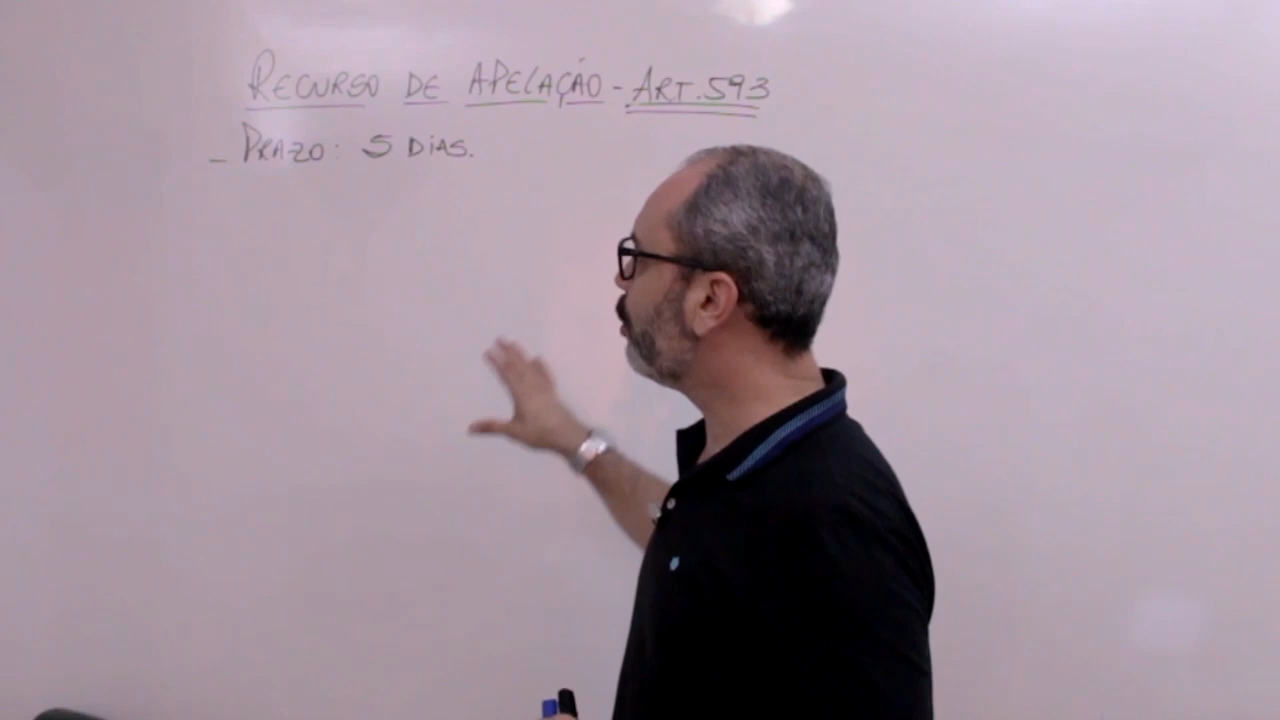 RECURSO DE APELAÇÃO - ART. 593
- PRAZO: 5 DIAS.